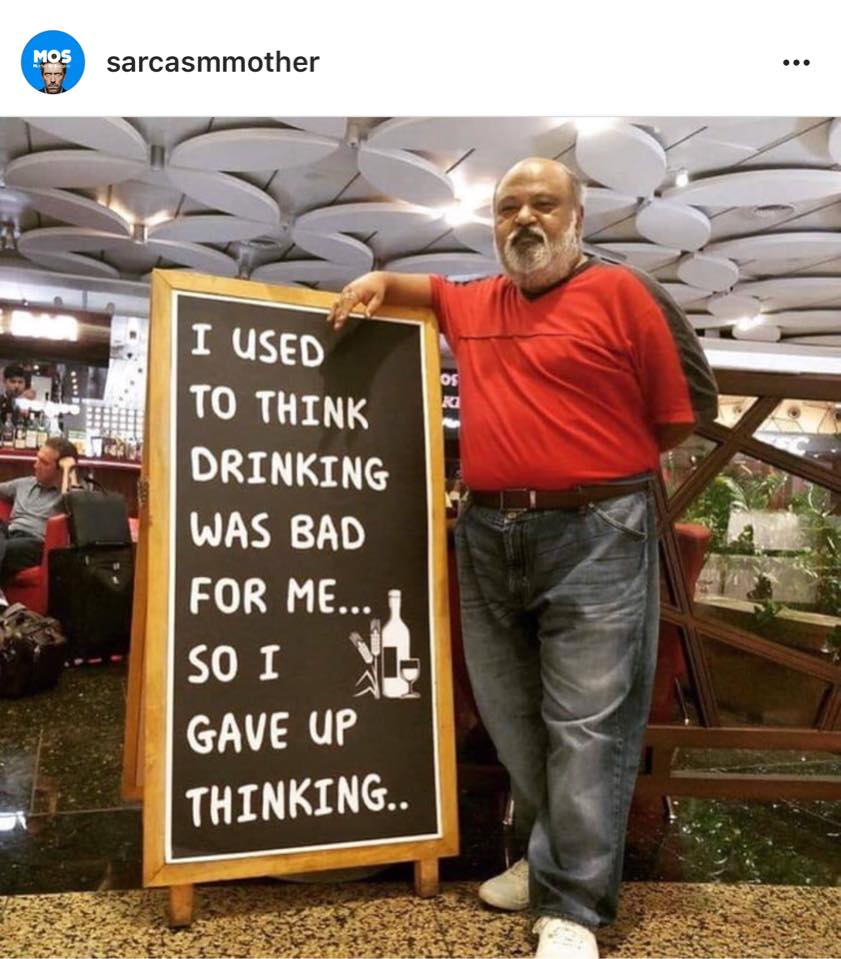 MOS
sarcasmmother
I USED
TO THINK
DRINKING
WAS BAD
FOR ME...
SO I
GAVE UP
THINKING..